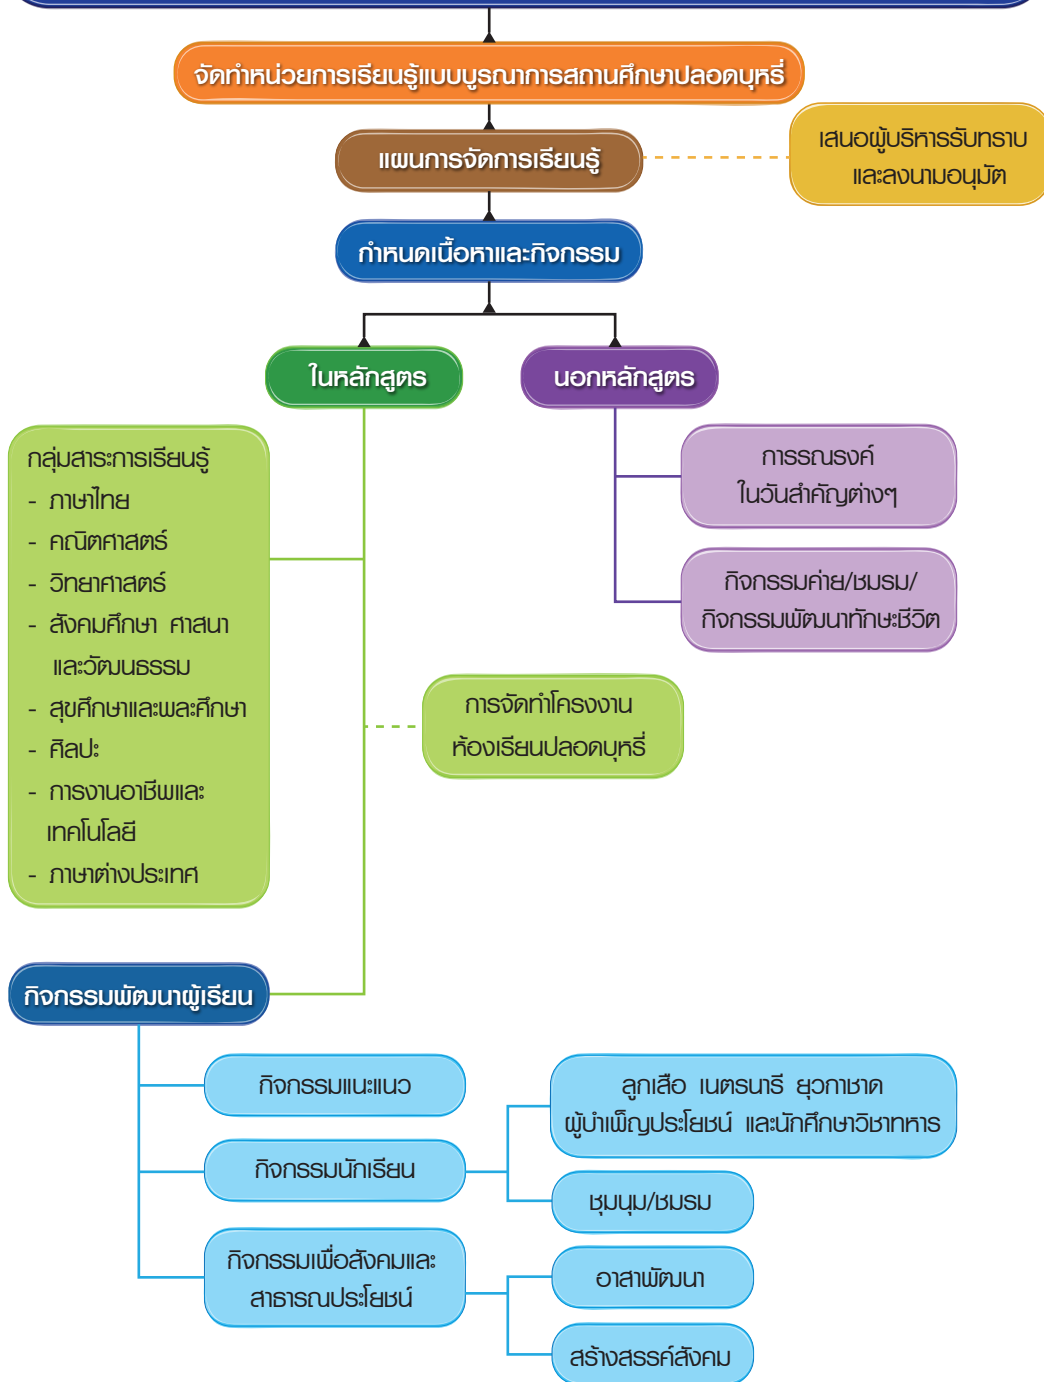 จัดทำหน่วยการเรียนรู้แบบบูรณาการสถานศึกษาปลอดบุหรี่
แผนการจัดการเรียนรู้
เสนอผู้บริหารรับทราบ
และลงนามอนุมัติ
กำหนดเนื้อหาและกิจกรรม
ในหลักสูตร
นอกหลักสูตร
กลุ่มสาระการเรียนรู้
- ภาษาไทย
- คณิตศาสตร์
- วิทยาศาสตร์
- สังคมศึกษา ศาสนา
และวัฒนธรรม
- สุขศึกษาและพละศึกษา
- ศิลปะ
- การงานอาชีพและ
เทคโนโลยี
- ภาษาต่างประเทศ
การรณรงค์
ในวันสำคัญต่างๆ
กิจกรรมค่าย/ชมรม/
กิจกรรมพัฒนาทักษะชีวิต
การจัดทำโครงงาน
ห้องเรียนปลอดบุหรี่
กิจกรรมพัฒนาผู้เรียน
กิจกรรมแนะแนว
กิจกรรมนักเรียน
กิจกรรมเพื่อสังคมและ
สาธารณประโยชน์
ลูกเสือ เนตรนารี ยุวกาชาด
ผู้บำเพ็ญประโยชน์ และนักศึกษาวิชาทหาร
ชุมนุม/ชมรม
อาสาพัฒนา
สร้างสรรค์สังคม